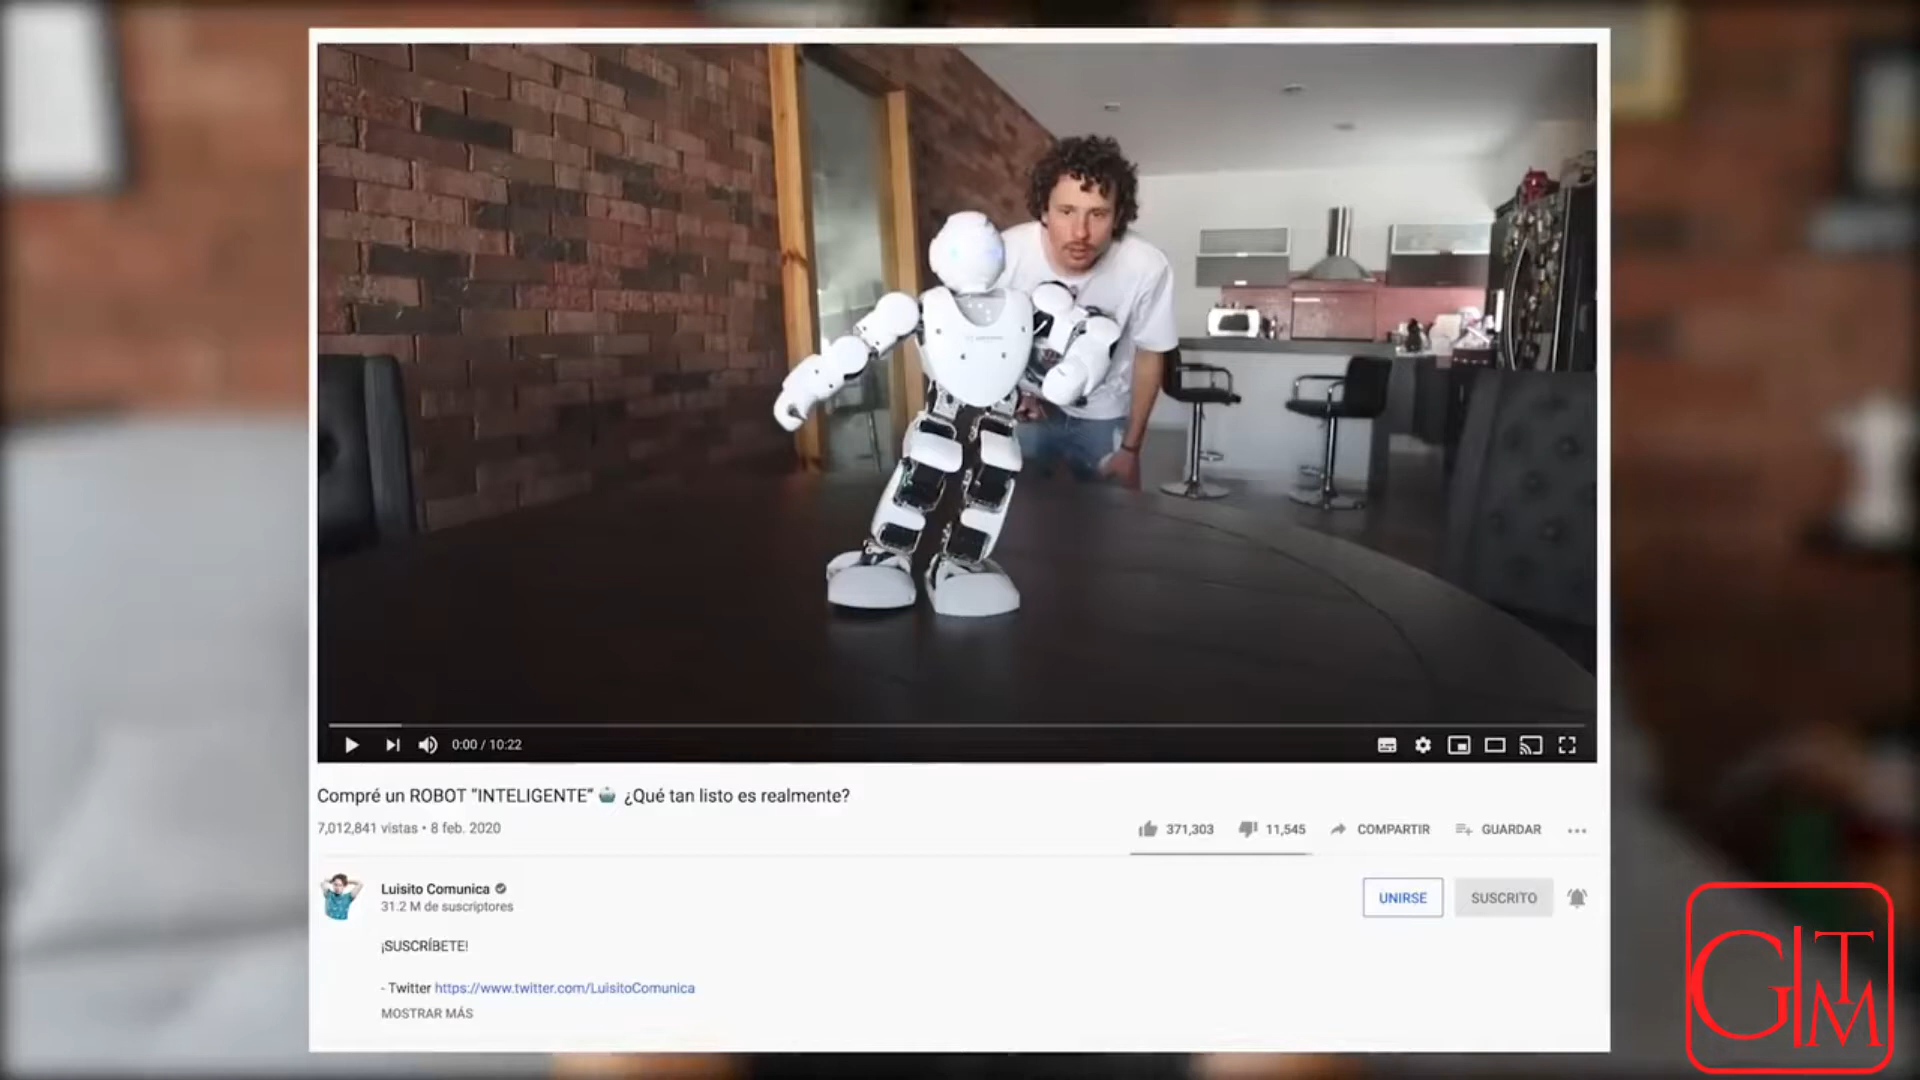 0:00 / 10:22
Compré un ROBOT "INTELIGENTE" 🤖 ¿Qué tan listo es realmente?
7,012,841 vistas • 8 feb. 2020
371,303
11,545
COMPARTIR
GUARDAR
Luisito Comunica
31.2 M de suscriptores
UNIRSE
SUSCRITO
¡SUSCRÍBETE!
- Twitter https://www.twitter.com/LuisitoComunica
MOSTRAR MÁS
GITM